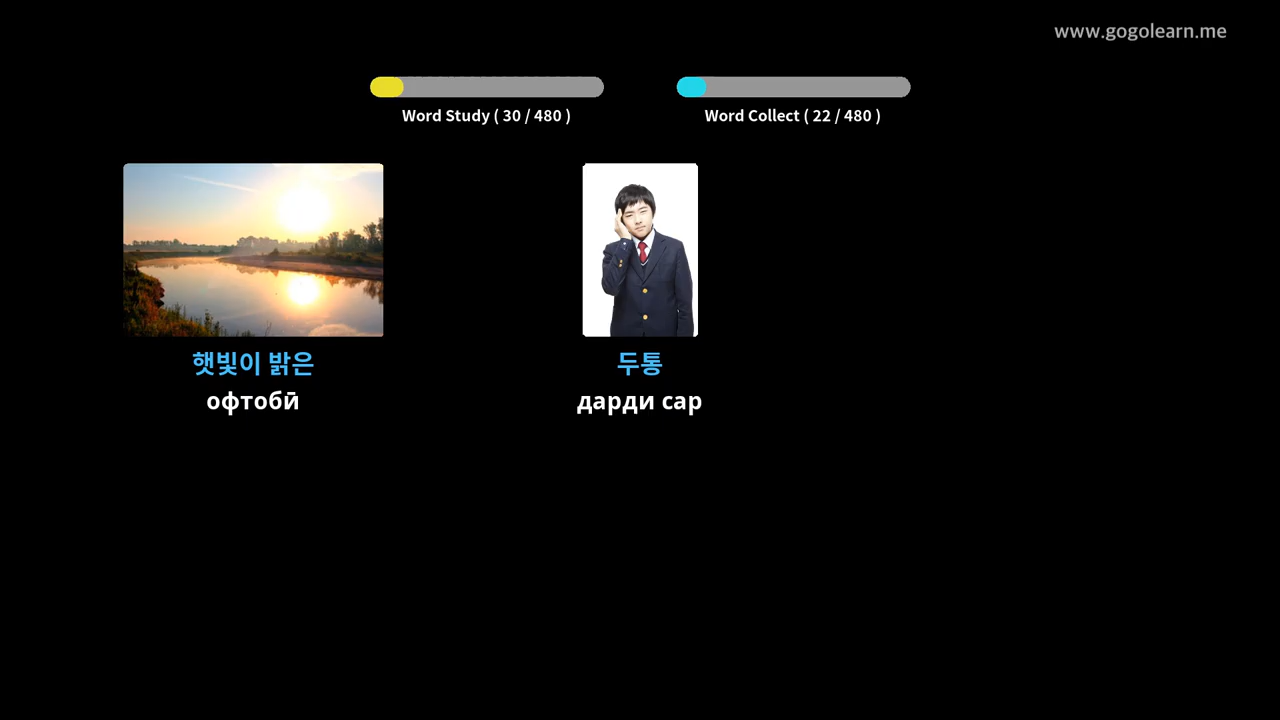 www.gogolearn.me
Word Study ( 30 / 480 )
Word Collect ( 22 / 480 )
햇빛이 밝은
офтобӣ
두통
дарди сар